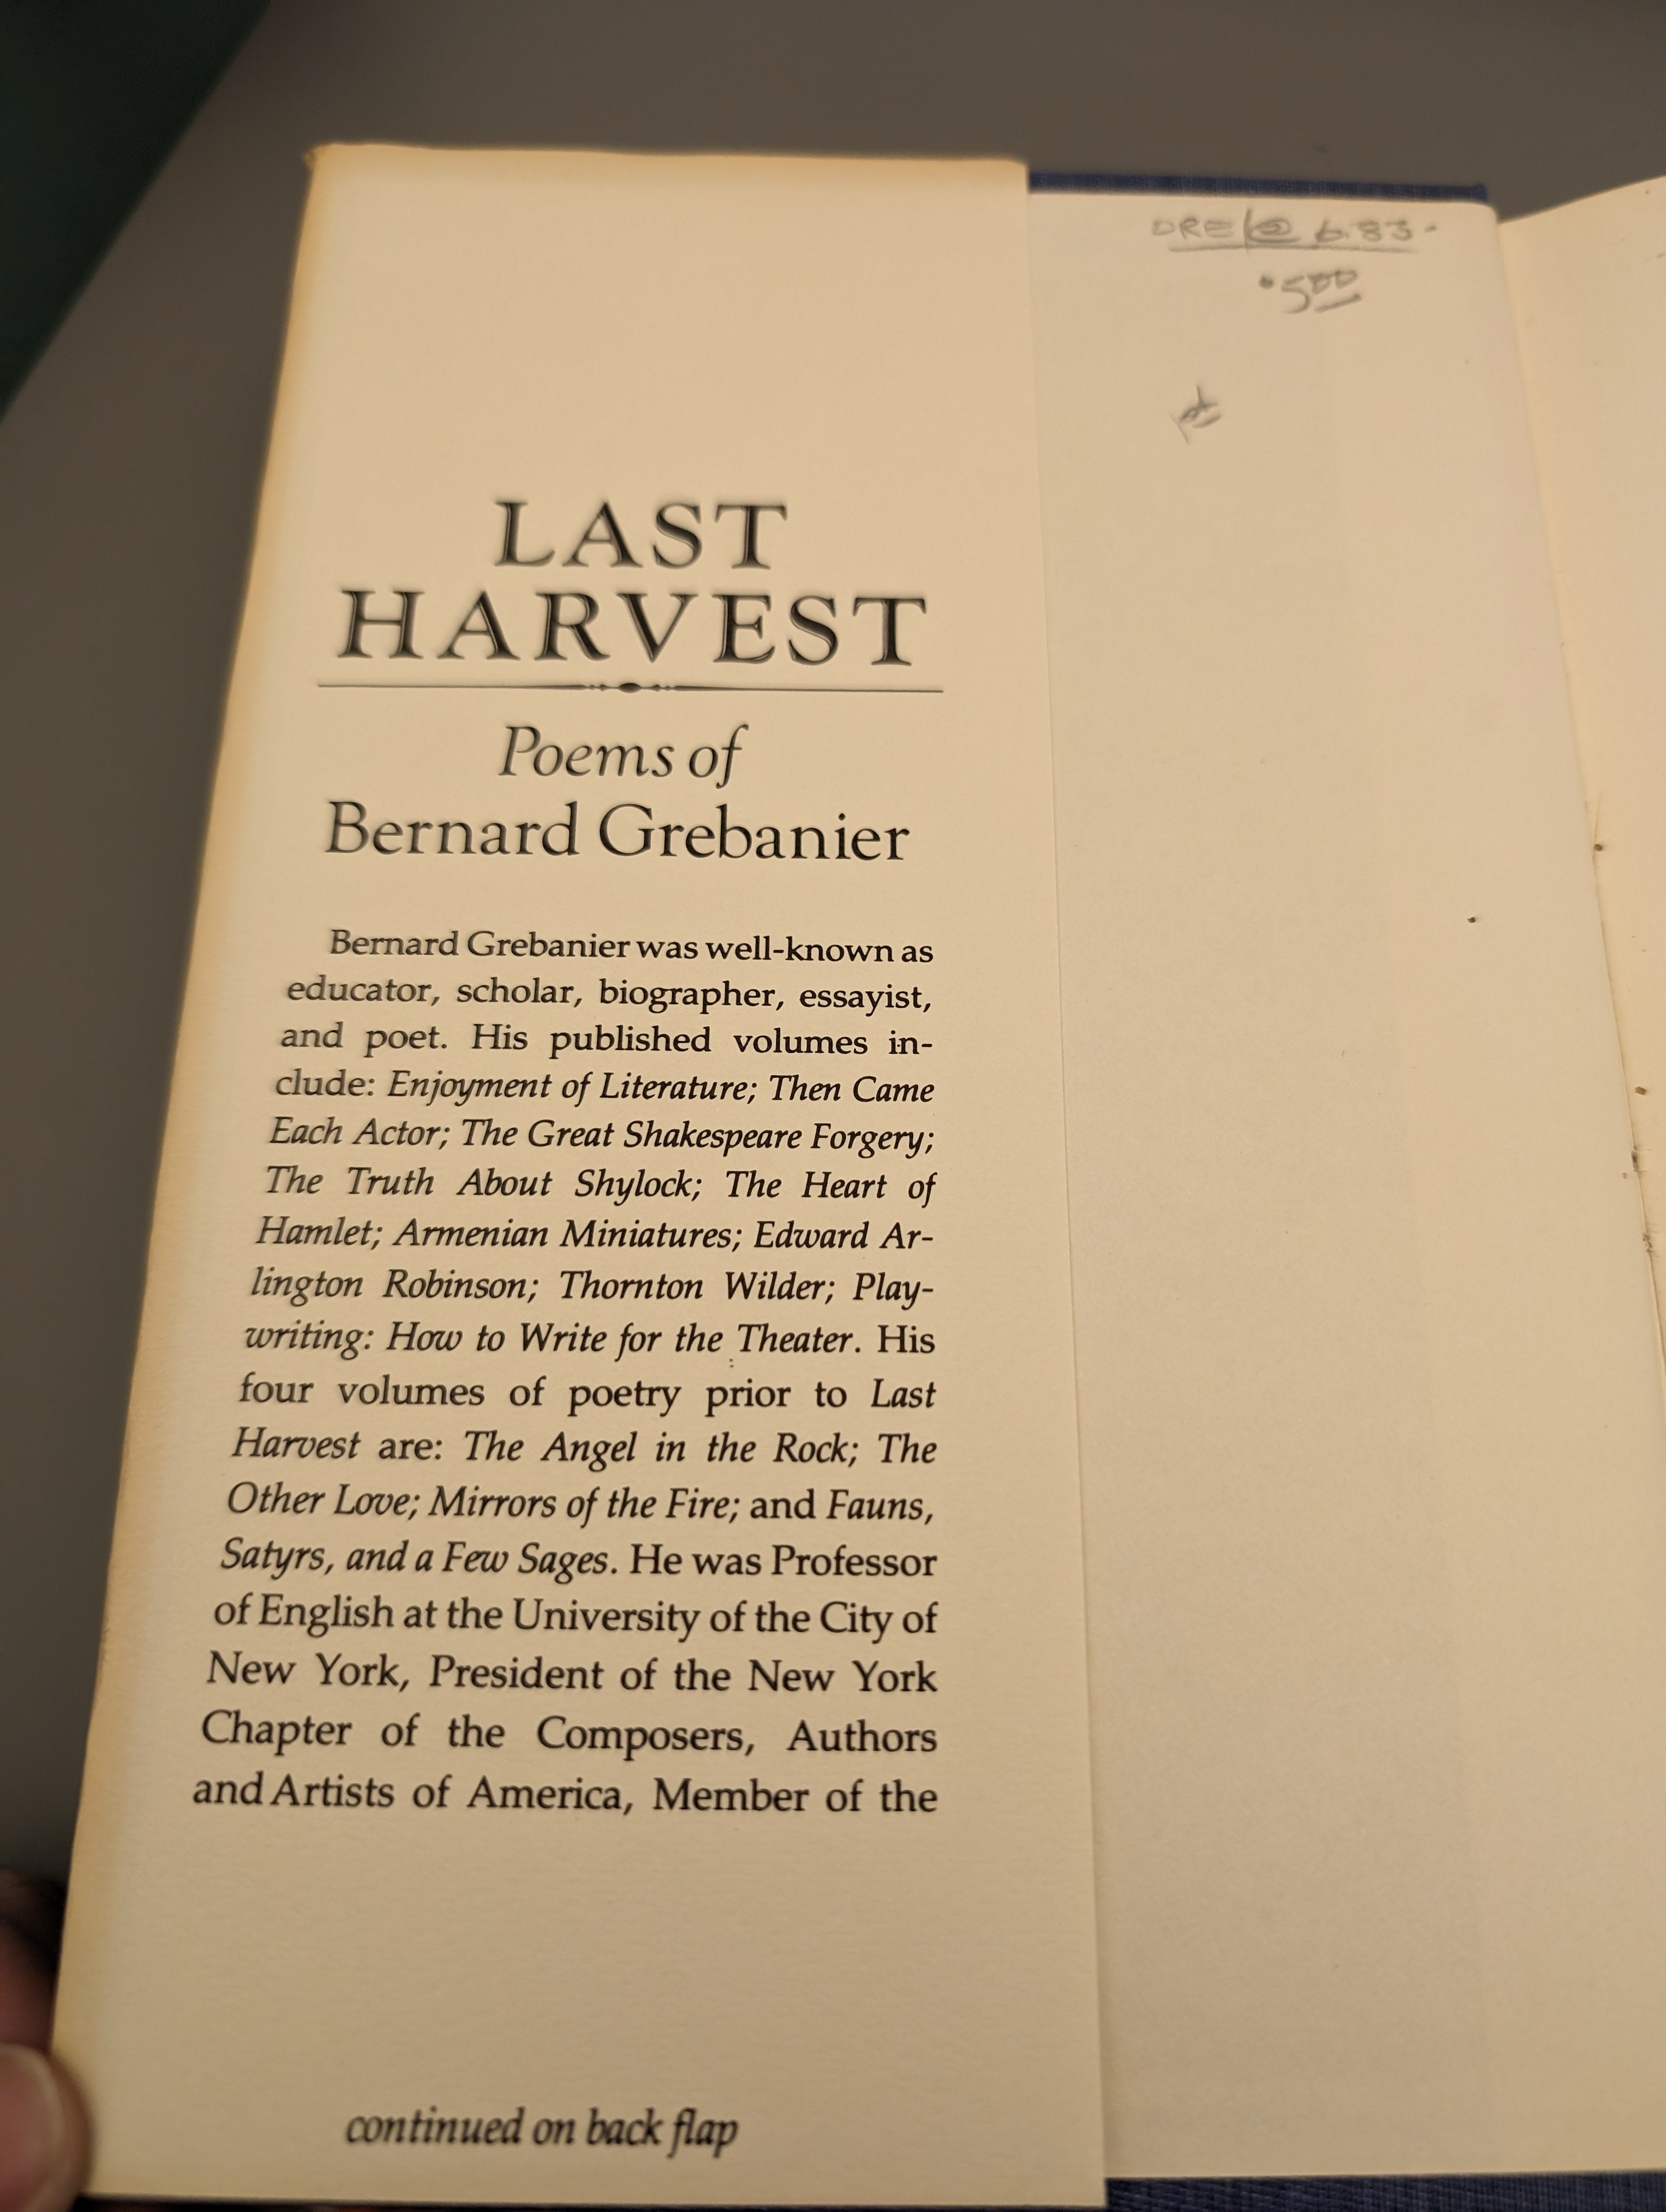 LAST
HARVEST
Poems of
Bernard Grebanier
Bernard Grebanier was well-known as
educator, scholar, biographer, essayist,
and poet. His published volumes in-
clude: Enjoyment of Literature; Then Came
Each Actor; The Great Shakespeare Forgery;
The Truth About Shylock; The Heart of
Hamlet; Armenian Miniatures; Edward Ar-
lington Robinson; Thornton Wilder; Play-
writing: How to Write for the Theater. His
four volumes of poetry prior to Last
Harvest are: The Angel in the Rock; The
Other Love; Mirrors of the Fire; and Fauns,
Satyrs, and a Few Sages. He was Professor
of English at the University of the City of
New York, President of the New York
Chapter of the Composers, Authors
and Artists of America, Member of the
continued on back flap
6.83
500